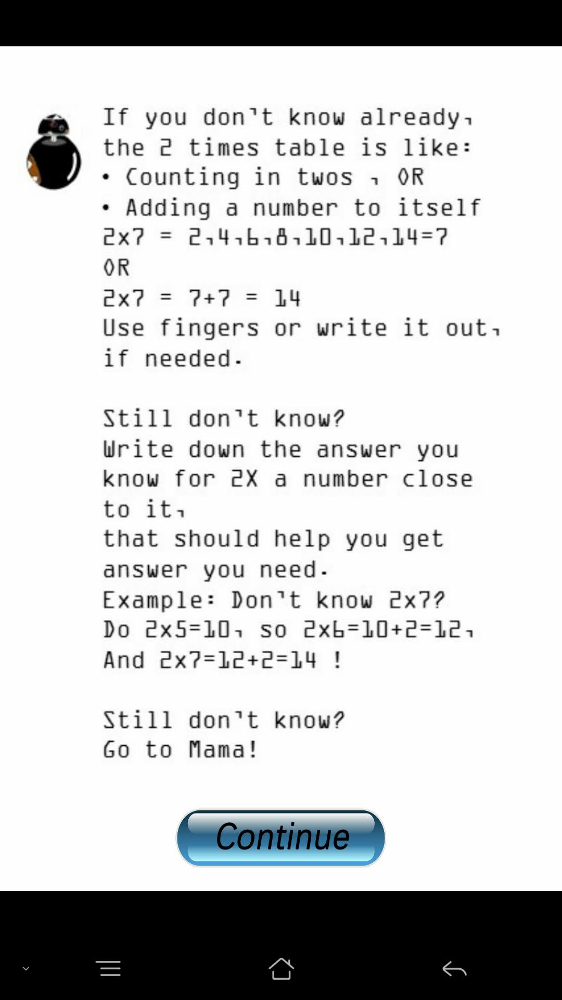 If you don't know already,
the 2 times table is like:
• Counting in twos , OR
• Adding a number to itself
2x7 = 2,4,6,8,10,12,14=7
OR
2x7 = 7+7 = 14
Use fingers or write it out,
if needed.
Still don't know?
Write down the answer you
know for 2X a number close
to it,
that should help you get
answer you need.
Example: Don't know 2x7?
Do 2x5=10, so 2x6=10+2=12,
And 2x7=12+2=14 !
Still don't know?
Go to Mama!
Continue